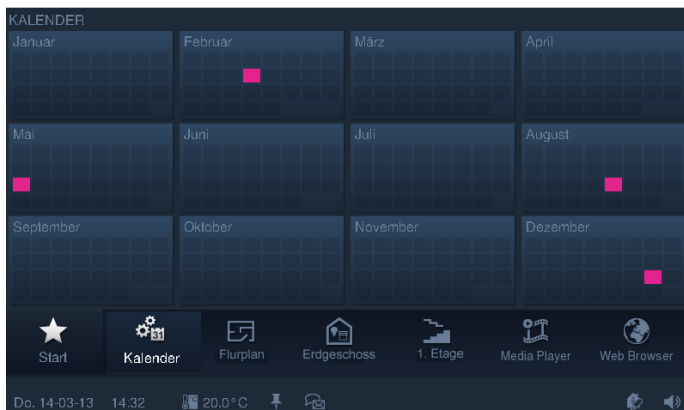 KALENDER
Januar Februar März April
Mai Juni Juli August
September Oktober November Dezember
31
Start Kalender Flurplan Erdgeschoss 1. Etage Media Player Web Browser
Do. 14-03-13 14:32 20.0°C